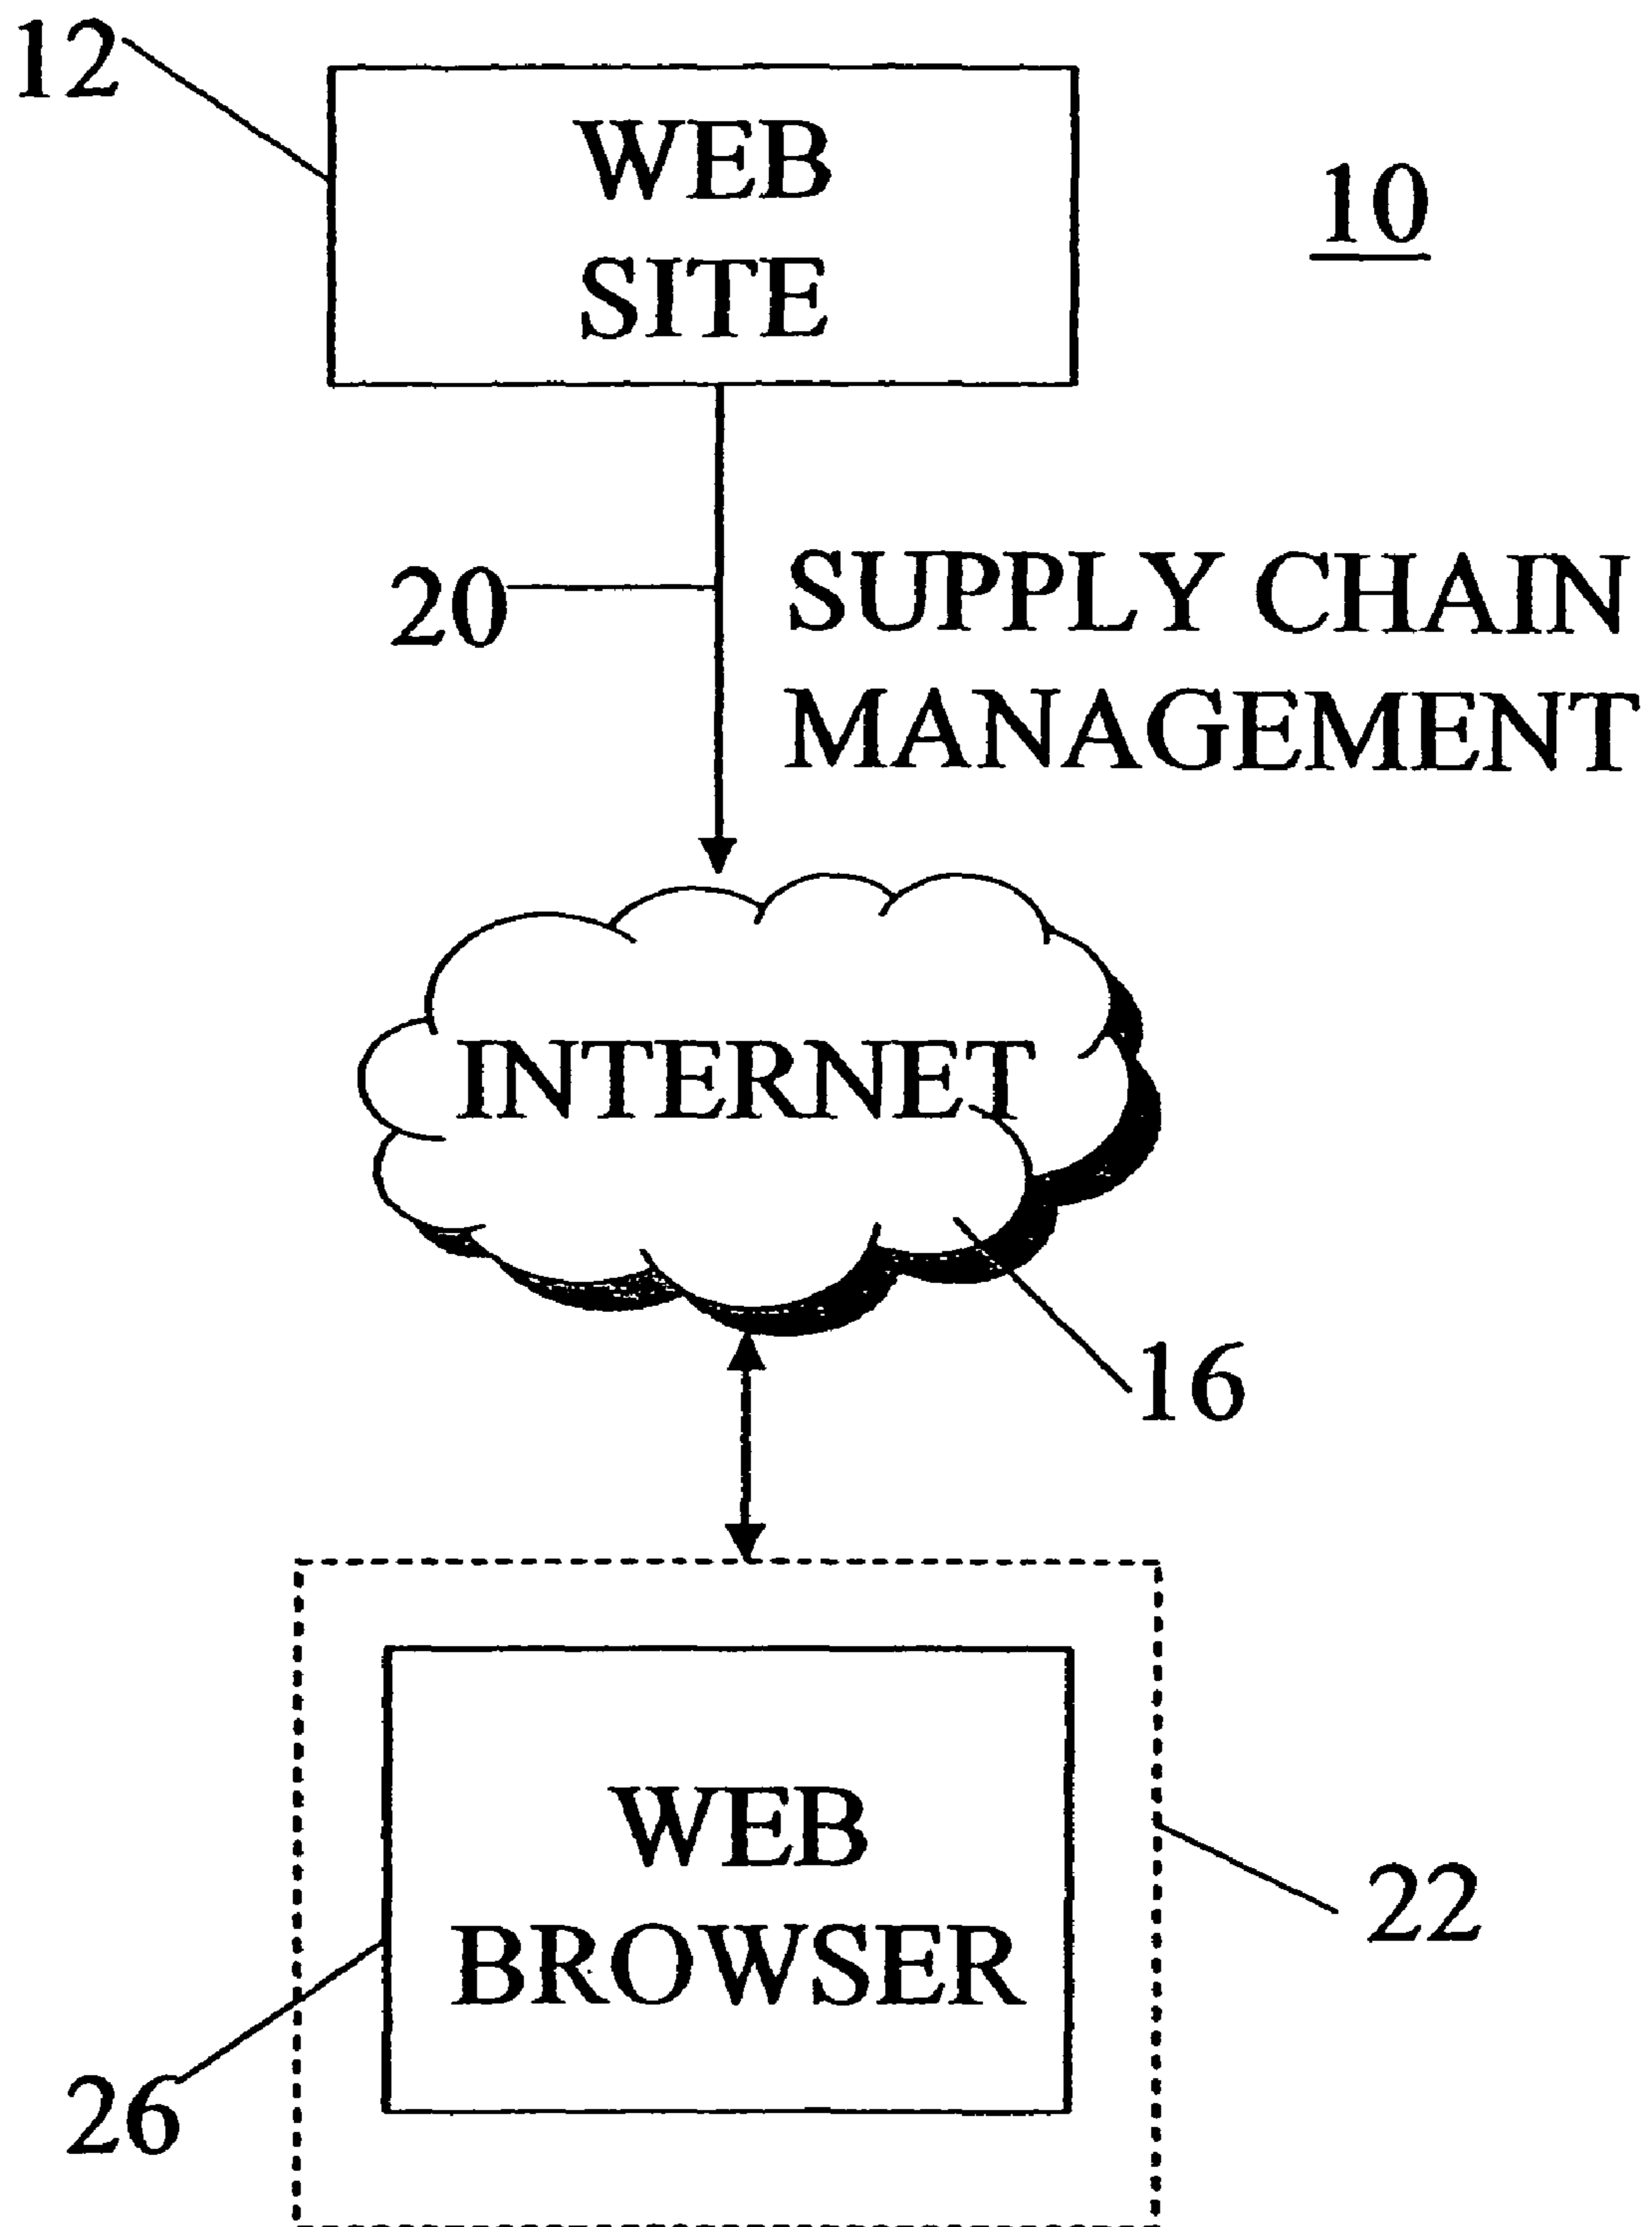 12
WEB
SITE
10
20
SUPPLY CHAIN
MANAGEMENT
INTERNET
16
WEB
BROWSER
22
26